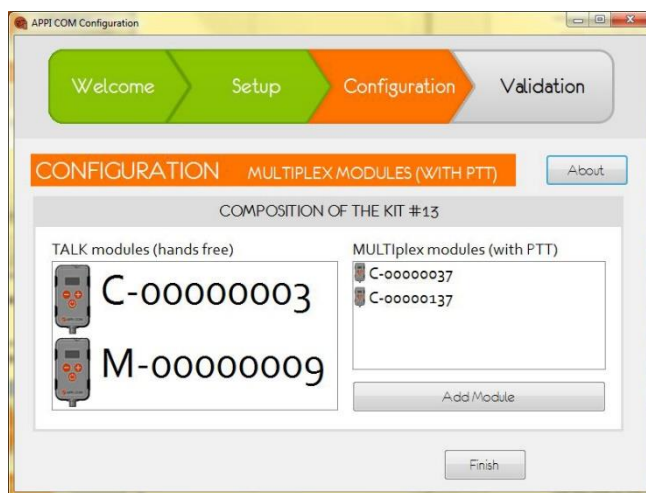 APPI COM Configuration
Welcome
Setup
Configuration
Validation
CONFIGURATION MULTIPLEX MODULES (WITH PTT)
About
COMPOSITION OF THE KIT #13
TALK modules (hands free)
C-00000003
M-00000009
MULTIplex modules (with PTT)
C-00000037
C-00000137
Add Module
Finish